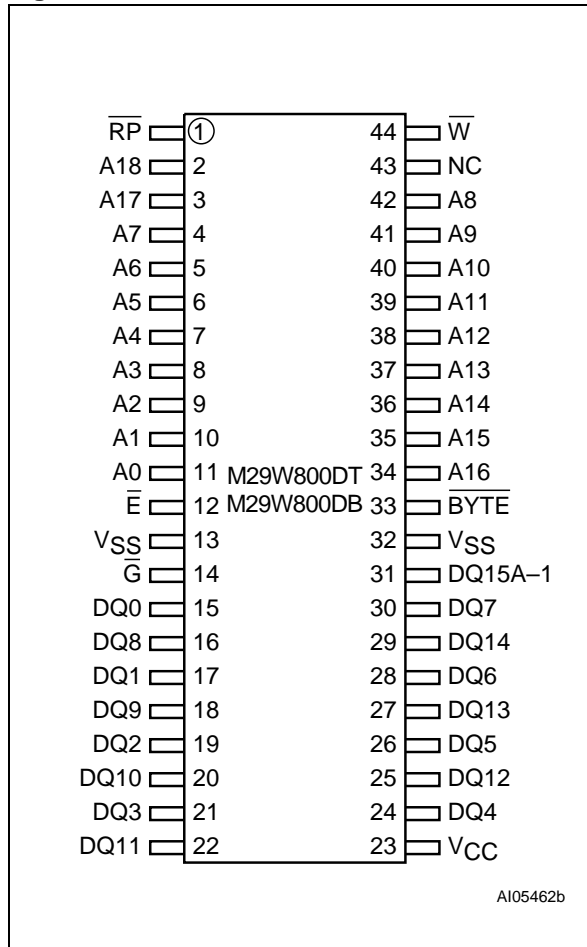 R̅P̅ 1 44 W̅
A18 2 43 NC
A17 3 42 A8
A7 4 41 A9
A6 5 40 A10
A5 6 39 A11
A4 7 38 A12
A3 8 37 A13
A2 9 36 A14
A1 10 35 A15
A0 11 M29W800DT 34 A16
E̅ 12 M29W800DB 33 B̅Y̅T̅E̅
VSS 13 32 VSS
G̅ 14 31 DQ15A–1
DQ0 15 30 DQ7
DQ8 16 29 DQ14
DQ1 17 28 DQ6
DQ9 18 27 DQ13
DQ2 19 26 DQ5
DQ10 20 25 DQ12
DQ3 21 24 DQ4
DQ11 22 23 VCC
AI05462b